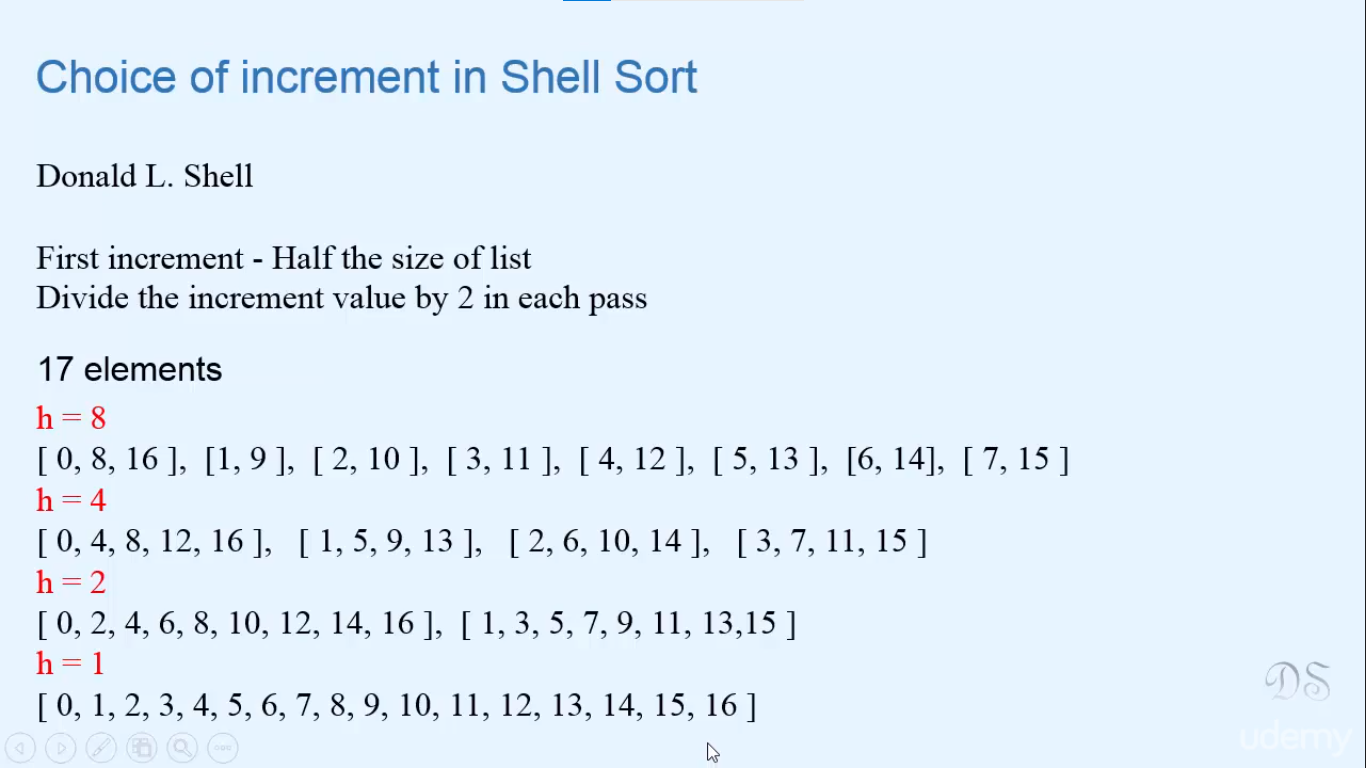 Choice of increment in Shell Sort
Donald L. Shell
First increment - Half the size of list
Divide the increment value by 2 in each pass
17 elements
h = 8
[ 0, 8, 16 ], [1, 9 ], [ 2, 10 ], [ 3, 11 ], [ 4, 12 ], [ 5, 13 ], [6, 14], [ 7, 15 ]
h = 4
[ 0, 4, 8, 12, 16 ], [ 1, 5, 9, 13 ], [ 2, 6, 10, 14 ], [ 3, 7, 11, 15 ]
h = 2
[ 0, 2, 4, 6, 8, 10, 12, 14, 16 ], [ 1, 3, 5, 7, 9, 11, 13,15 ]
h = 1
[ 0, 1, 2, 3, 4, 5, 6, 7, 8, 9, 10, 11, 12, 13, 14, 15, 16 ]
DS
udemy